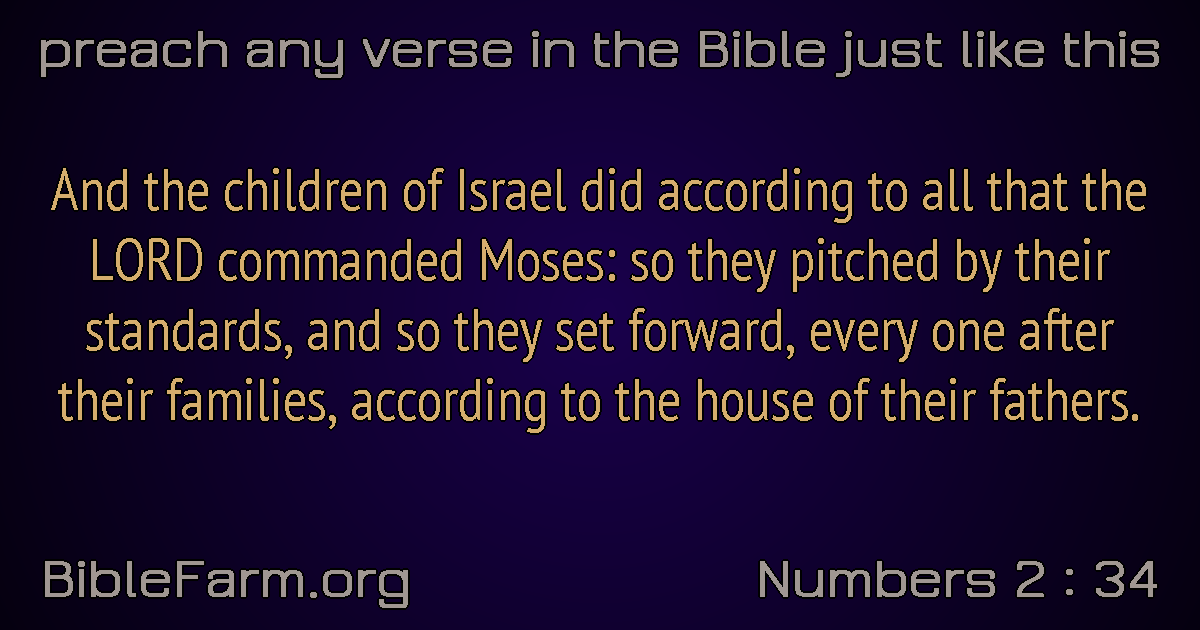 preach any verse in the Bible just like this
And the children of Israel did according to all that the
LORD commanded Moses: so they pitched by their
standards, and so they set forward, every one after
their families, according to the house of their fathers.
BibleFarm.org
Numbers 2 : 34